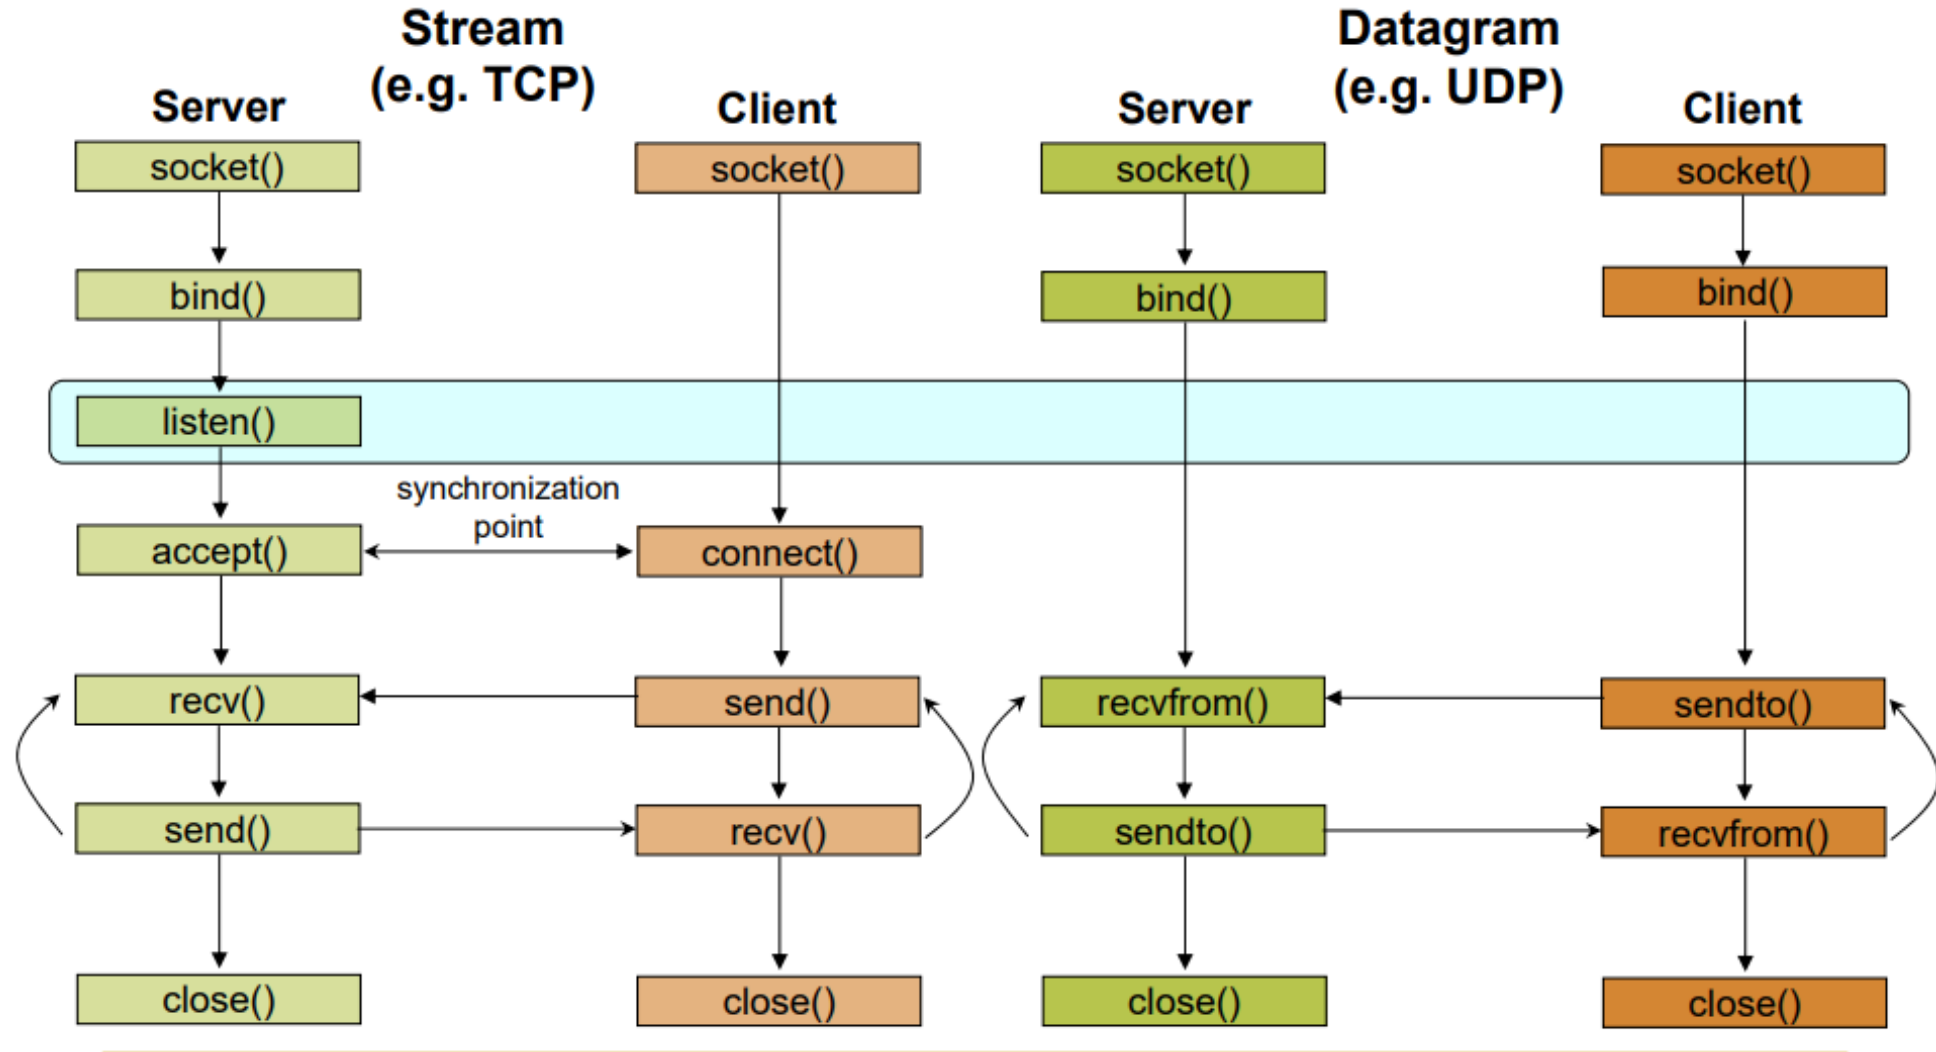 Stream
(e.g. TCP)
Datagram
(e.g. UDP)
Server
Client
Server
Client
socket()
socket()
socket()
socket()
bind()
bind()
bind()
listen()
synchronization
point
accept()
connect()
recv()
send()
recvfrom()
sendto()
send()
recv()
sendto()
recvfrom()
close()
close()
close()
close()